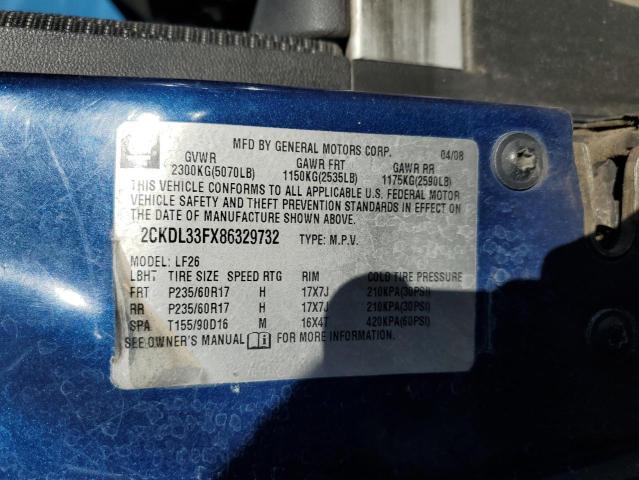 MFD BY GENERAL MOTORS CORP. 04/08
GVWR GAWR FRT GAWR RR
2300KG(5070LB) 1150KG(2535LB) 1175KG(2590LB)
THIS VEHICLE CONFORMS TO ALL APPLICABLE U.S. FEDERAL MOTOR
VEHICLE SAFETY AND THEFT PREVENTION STANDARDS IN EFFECT ON
THE DATE OF MANUFACTURE SHOWN ABOVE.
2CKDL33FX86329732 TYPE: M.P.V.
MODEL: LF26
LBHT TIRE SIZE SPEED RTG RIM COLD TIRE PRESSURE
FRT P235/60R17 H 17X7J 210KPA(30PSI)
RR P235/60R17 H 17X7J 210KPA(30PSI)
SPA T155/90D16 M 16X4T 420KPA(60PSI)
SEE OWNER'S MANUAL FOR MORE INFORMATION.